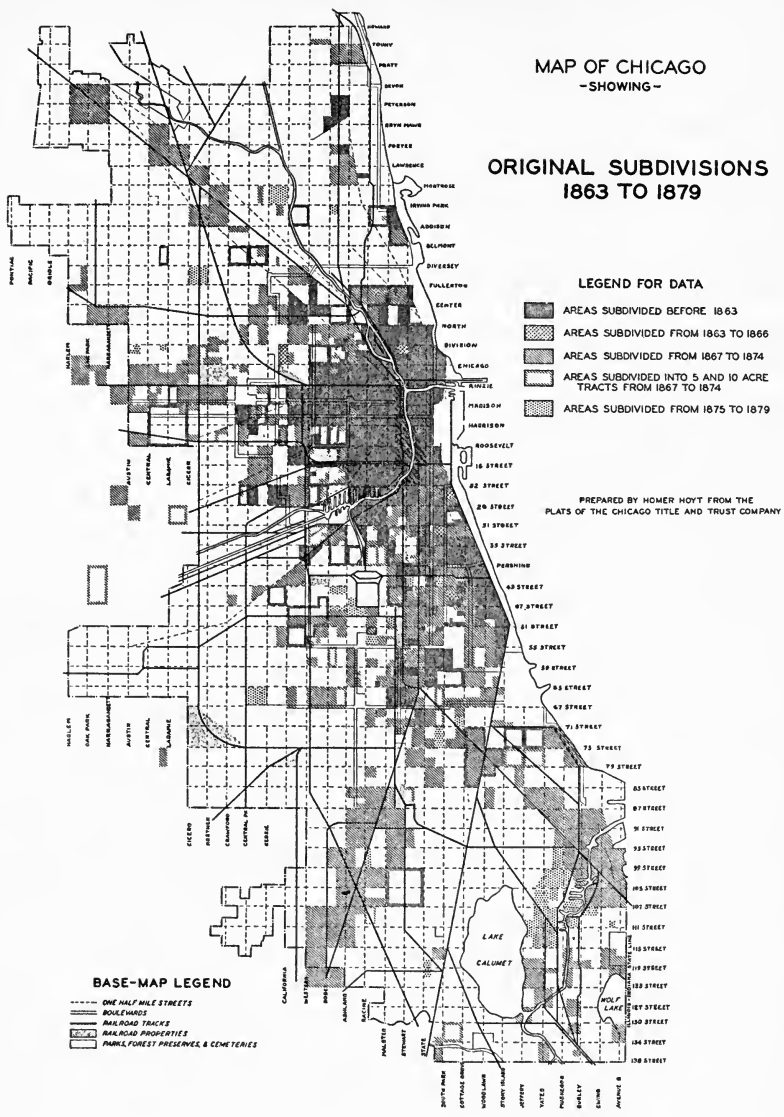 MAP OF CHICAGO
-SHOWING-
ORIGINAL SUBDIVISIONS
1863 TO 1879
LEGEND FOR DATA
AREAS SUBDIVIDED BEFORE 1863
AREAS SUBDIVIDED FROM 1863 TO 1866
AREAS SUBDIVIDED FROM 1867 TO 1874
AREAS SUBDIVIDED INTO 5 AND 10 ACRE
TRACTS FROM 1867 TO 1874
AREAS SUBDIVIDED FROM 1875 TO 1879
PREPARED BY HOMER HOYT FROM THE
PLATS OF THE CHICAGO TITLE AND TRUST COMPANY
HOWARD
TOUHY
PRATT
DEVON
PETERSON
BRYN MAWR
FOSTER
LAWRENCE
MONTROSE
IRVING PARK
ADDISON
BELMONT
DIVERSEY
FULLERTON
CENTER
NORTH
DIVISION
CHICAGO
KINZIE
MADISON
HARRISON
ROOSEVELT
16 STREET
22 STREET
26 STREET
31 STREET
35 STREET
PERSHING
43 STREET
47 STREET
51 STREET
55 STREET
59 STREET
63 STREET
67 STREET
71 STREET
75 STREET
79 STREET
83 STREET
87 STREET
91 STREET
95 STREET
99 STREET
103 STREET
107 STREET
111 STREET
115 STREET
119 STREET
123 STREET
127 STREET
130 STREET
134 STREET
138 STREET
PONTIAC
PACIFIC
ORIOLE
HARLEM
OAK PARK
NARRAGANSETT
AUSTIN
CENTRAL
LARAMIE
CICERO
HARLEM
OAK PARK
NARRAGANSETT
AUSTIN
CENTRAL
LARAMIE
CICERO
CRAWFORD
CENTRAL PK
KEDZIE
CALIFORNIA
WESTERN
ASHLAND
RACINE
HALSTED
STEWART
STATE
SOUTH PARK
COTTAGE GROVE
WOODLAWN
STONY ISLAND
JEFFERY
YATES
MUSKEGON
BURLEY
EWING
AVENUE B
LAKE
CALUMET
WOLF
LAKE
ILLINOIS-INDIANA STATE LINE
BASE-MAP LEGEND
ONE HALF MILE STREETS
BOULEVARDS
RAILROAD TRACKS
RAILROAD PROPERTIES
PARKS, FOREST PRESERVES, & CEMETERIES